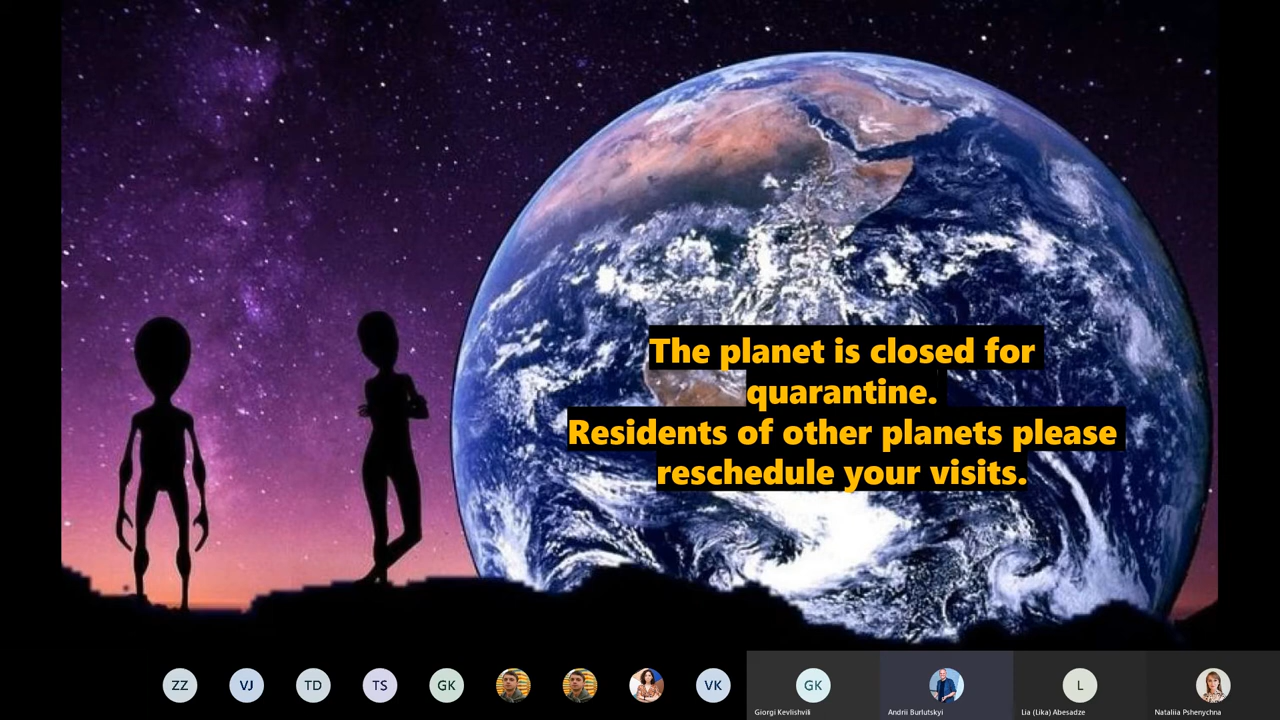 The planet is closed for
quarantine.
Residents of other planets please
reschedule your visits.
ZZ
VJ
TD
TS
GK
VK
GK
L
Giorgi Kevlishvili
Andrii Burlutskyi
Lia (Lika) Abesadze
Nataliia Pshenychna